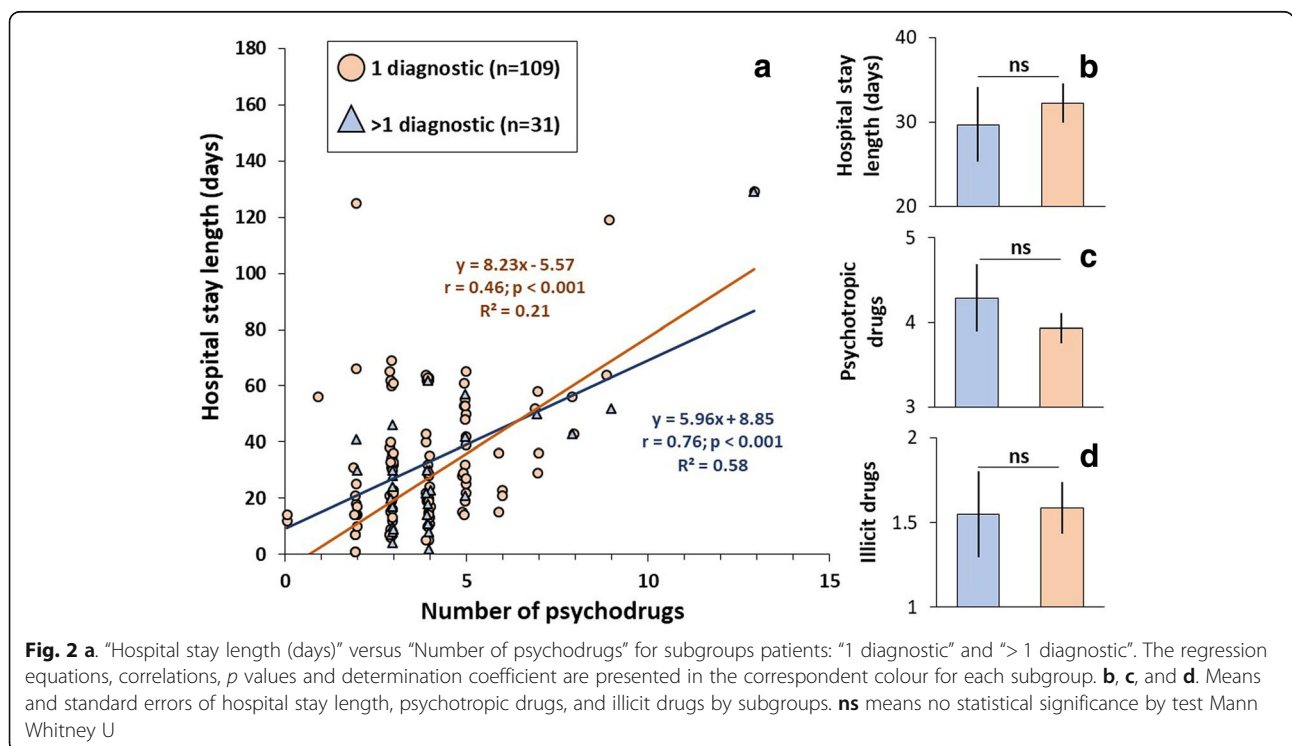 180
160
140
120
100
80
60
40
20
0
0
5
10
15
Hospital stay length (days)
Number of psychodrugs
1 diagnostic (n=109)
>1 diagnostic (n=31)
a
y = 8.23x - 5.57
r = 0.46; p < 0.001
R² = 0.21
y = 5.96x + 8.85
r = 0.76; p < 0.001
R² = 0.58
Hospital stay
length (days)
40
30
20
ns
b
Psychotropic
drugs
5
4
3
ns
c
Illicit drugs
2
1.5
1
ns
d
Fig. 2 a. “Hospital stay length (days)” versus “Number of psychodrugs” for subgroups patients: “1 diagnostic” and “> 1 diagnostic”. The regression
equations, correlations, p values and determination coefficient are presented in the correspondent colour for each subgroup. b, c, and d. Means
and standard errors of hospital stay length, psychotropic drugs, and illicit drugs by subgroups. ns means no statistical significance by test Mann
Whitney U